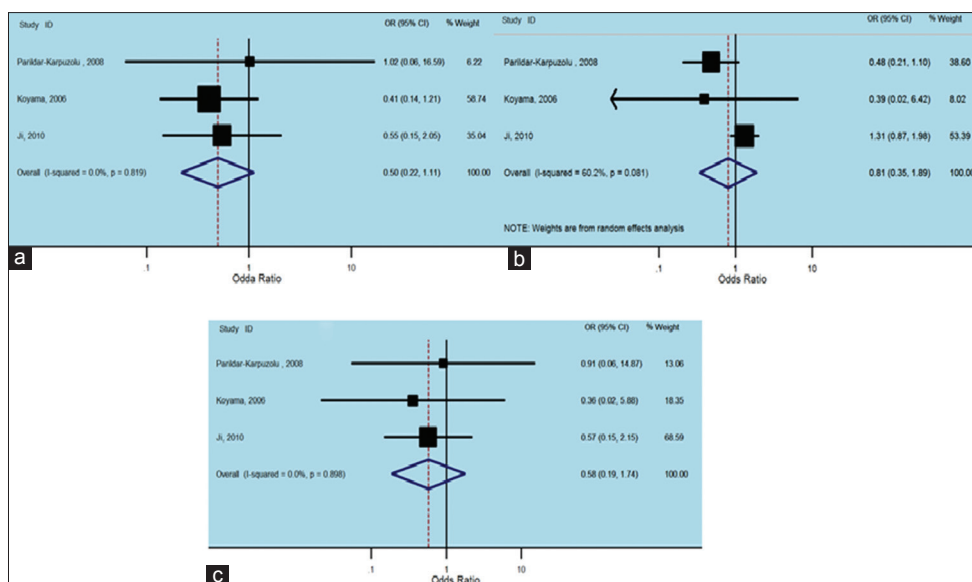 Study ID OR (95% CI) % Weight
Parildar-Karpuzolu , 2008 1.02 (0.06, 16.59) 6.22
Koyama, 2006 0.41 (0.14, 1.21) 58.74
Ji, 2010 0.55 (0.15, 2.05) 35.04
Overall (I-squared = 0.0%, p = 0.819) 0.50 (0.22, 1.11) 100.00
a
.1 1 10
Odda Ratio
Study ID OR (95% CI) % Weight
Parildar-Karpuzolu , 2008 0.48 (0.21, 1.10) 38.60
Koyama, 2006 0.39 (0.02, 6.42) 8.02
Ji, 2010 1.31 (0.87, 1.98) 53.39
Overall (I-squared = 60.2%, p = 0.081) 0.81 (0.35, 1.89) 100.00
NOTE: Weights are from random effects analysis
b
.1 1 10
Odds Ratio
Study ID OR (95% CI) % Weight
Parildar-Karpuzolu , 2008 0.91 (0.06, 14.87) 13.06
Koyama, 2006 0.36 (0.02, 5.88) 18.35
Ji, 2010 0.57 (0.15, 2.15) 68.59
Overall (I-squared = 0.0%, p = 0.898) 0.58 (0.19, 1.74) 100.00
.1 1 10
c
Odds Ratio